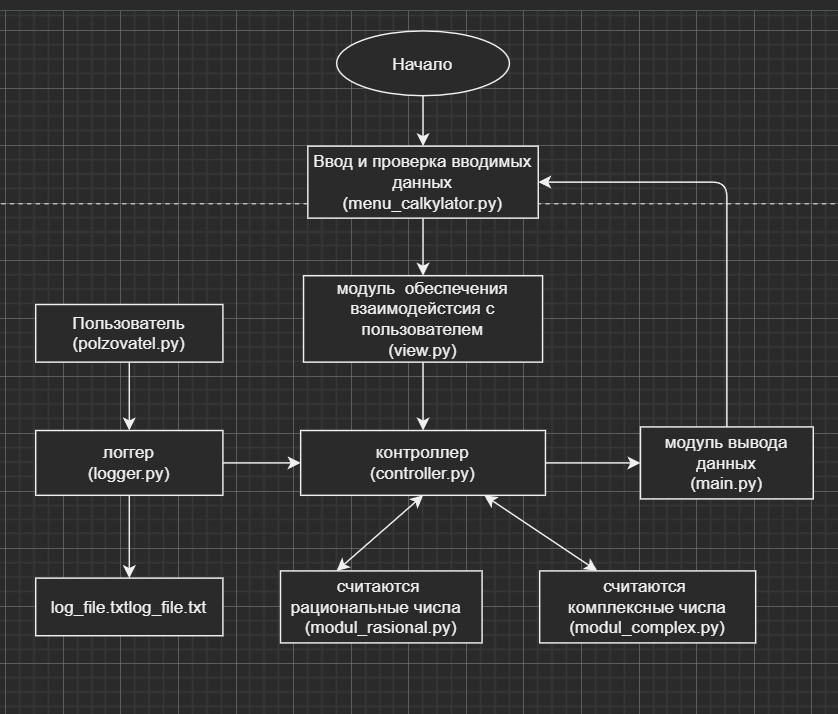 Начало
Ввод и проверка вводимых
данных
(menu_calkylator.py)
модуль обеспечения
взаимодейстсия с
пользователем
(view.py)
Пользователь
(polzovatel.py)
логгер
(logger.py)
контроллер
(controller.py)
модуль вывода
данных
(main.py)
log_file.txtlog_file.txt
считаются
рациональные числа
(modul_rasional.py)
считаются
комплексные числа
(modul_complex.py)